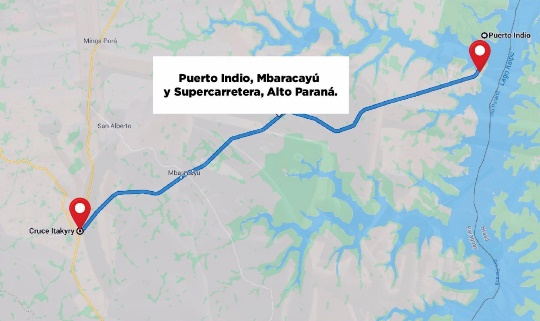 Puerto Indio
Minga Porá
Puerto Indio, Mbaracayú
y Supercarretera, Alto Paraná.
San Alberto
Mbaracayú
Cruce Itakyry